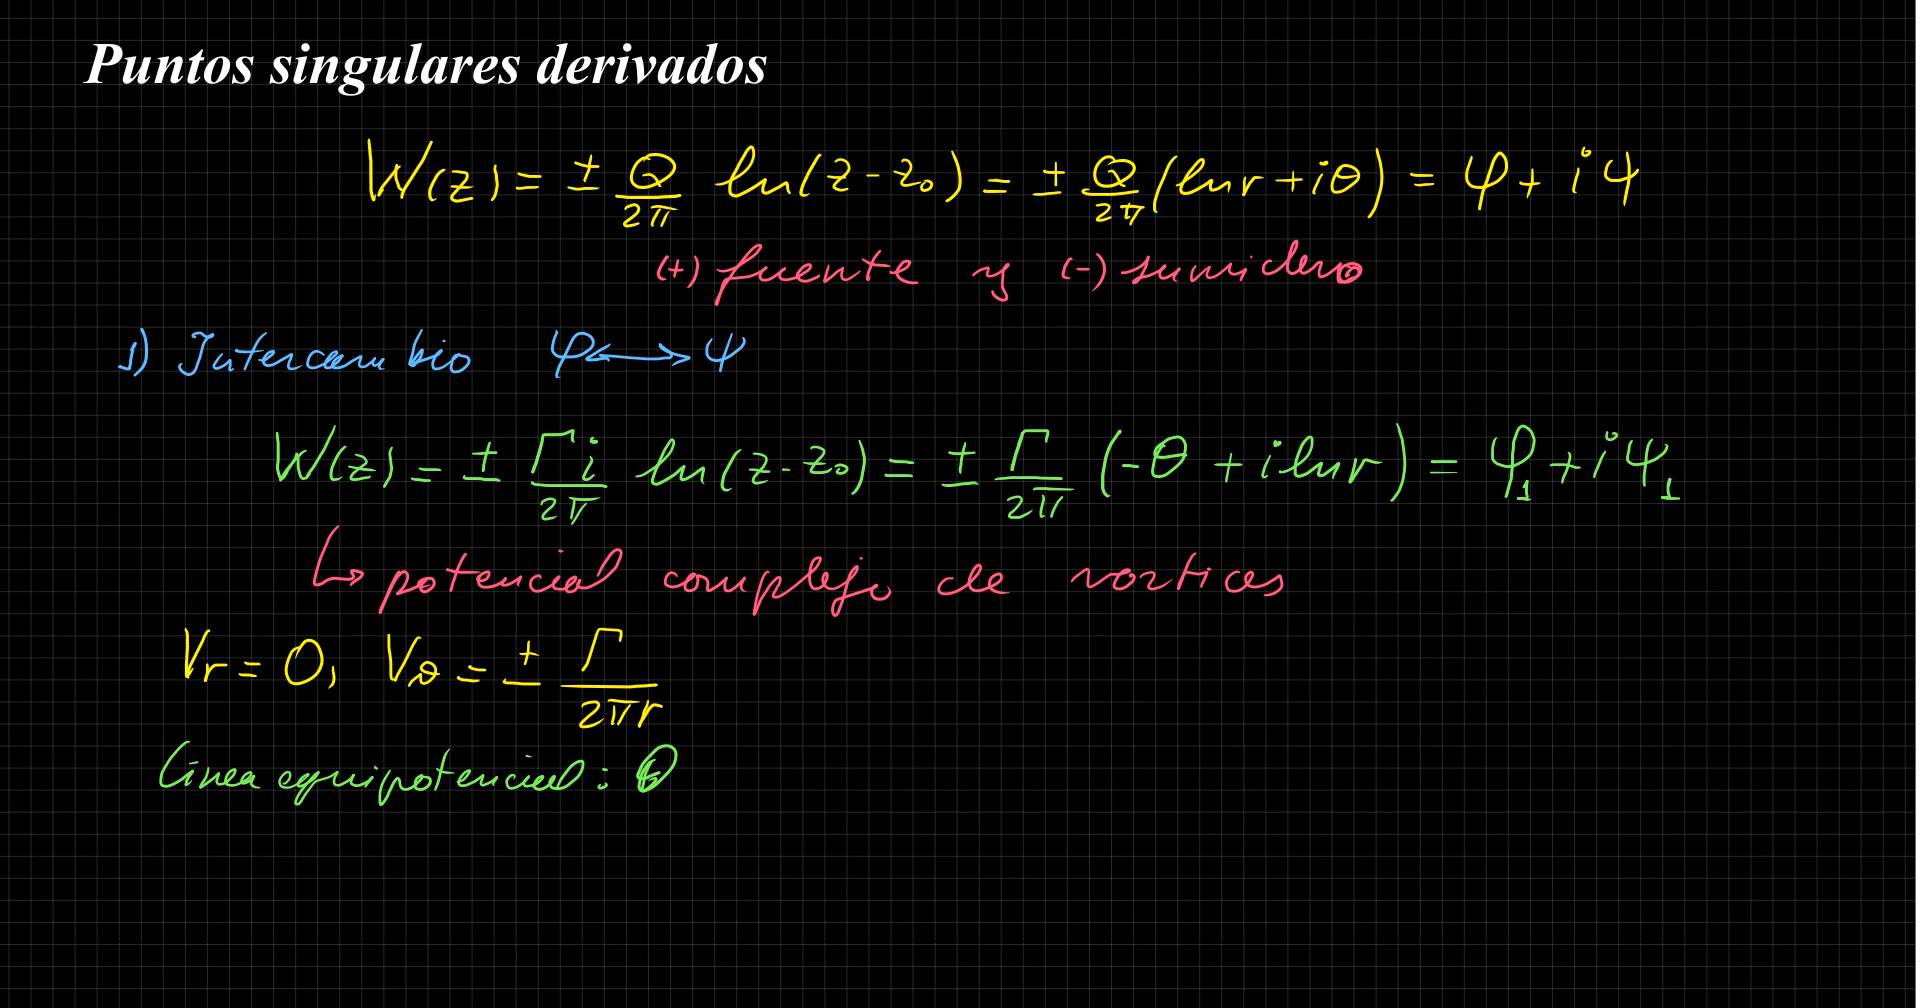 Puntos singulares derivados
W(z) = ± Q/2π ln(z-z₀) = ± Q/2π (ln r + iθ) = φ + iψ
(+) fuente y (-) sumidero
1) Intercambio φ ⟷ ψ
W(z) = ± Γi/2π ln(z-z₀) = ± Γ/2π (-θ + i ln r) = φ₁ + iψ₁
↳ potencial complejo de vortices
Vr = 0, Vθ = ± Γ/2πr
Línea equipotencial: